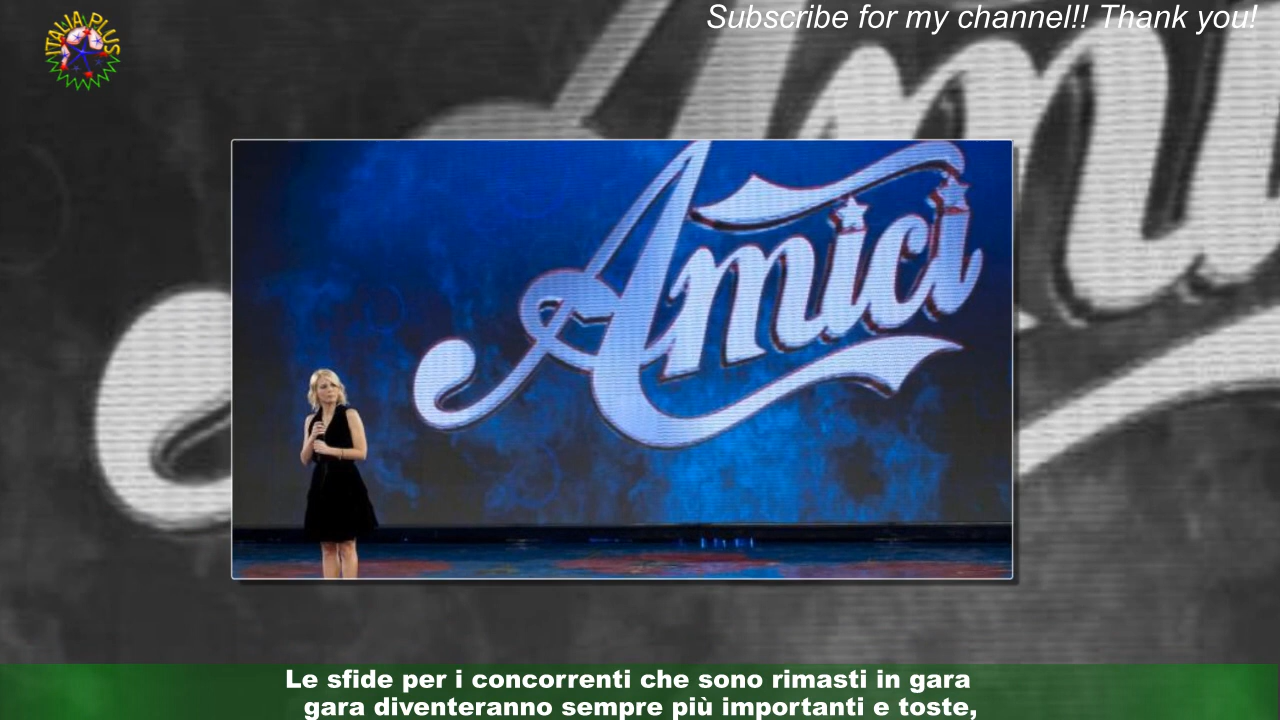 Subscribe for my channel!! Thank you!
ITALIA PLUS
Amici
Le sfide per i concorrenti che sono rimasti in gara
gara diventeranno sempre più importanti e toste,